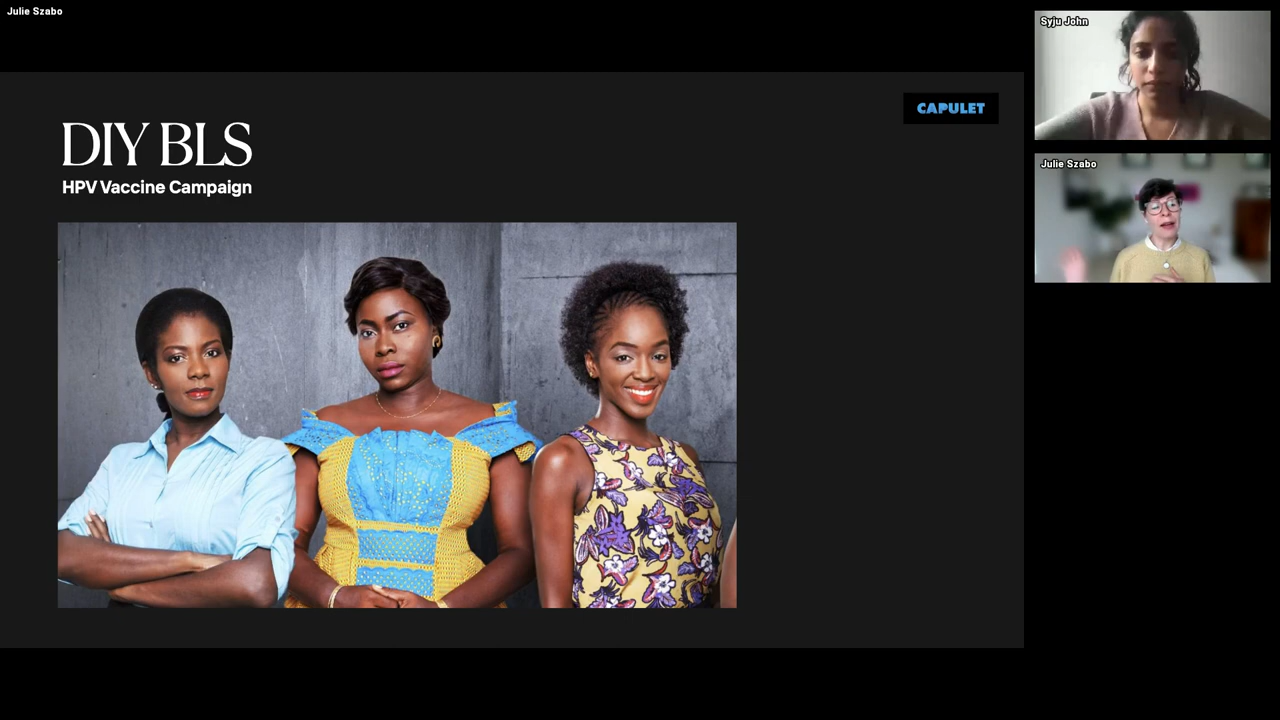 Julie Szabo
CAPULET
DIY BLS
HPV Vaccine Campaign
Syju John
Julie Szabo